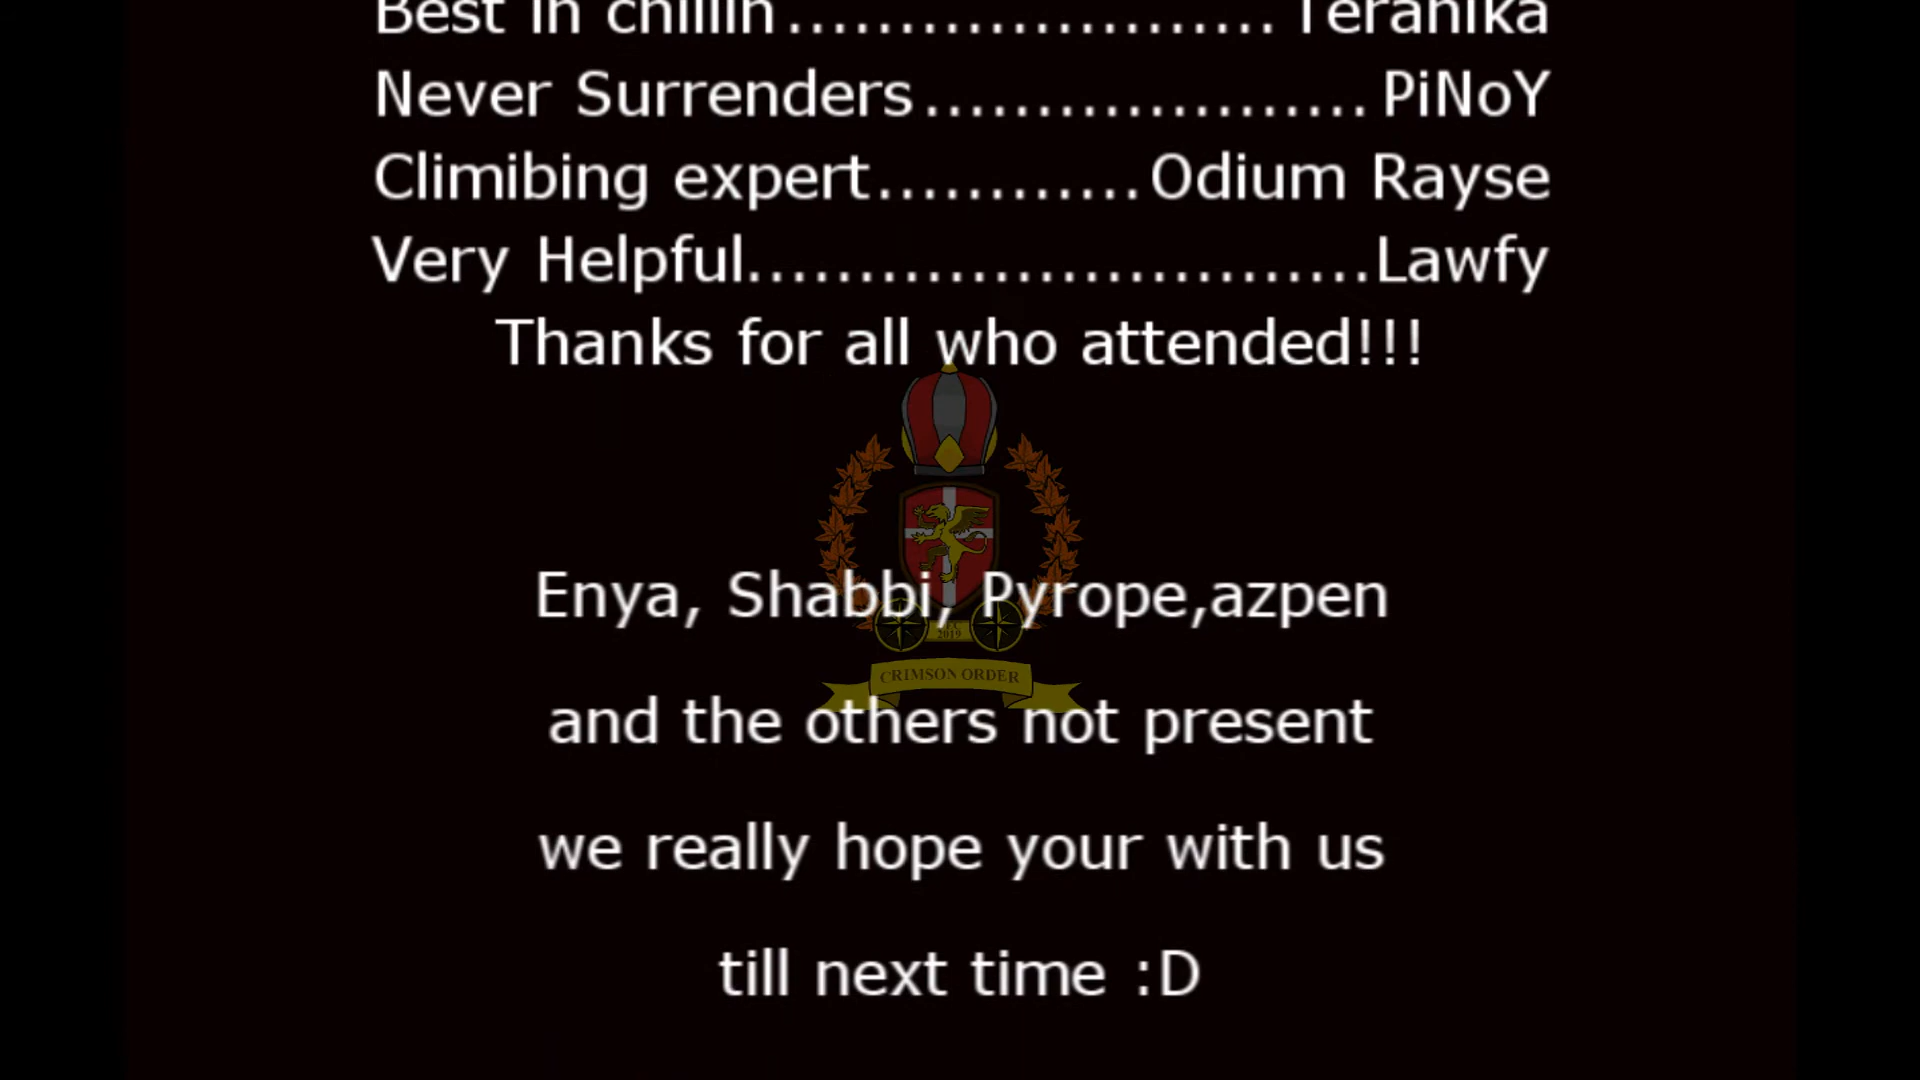 Best in chillin...................... Teranika
Never Surrenders.................... PiNoY
Climibing expert............Odium Rayse
Very Helpful............................Lawfy
Thanks for all who attended!!!
Enya, Shabbi, Pyrope,azpen
2019
CRIMSON ORDER
and the others not present
we really hope your with us
till next time :D